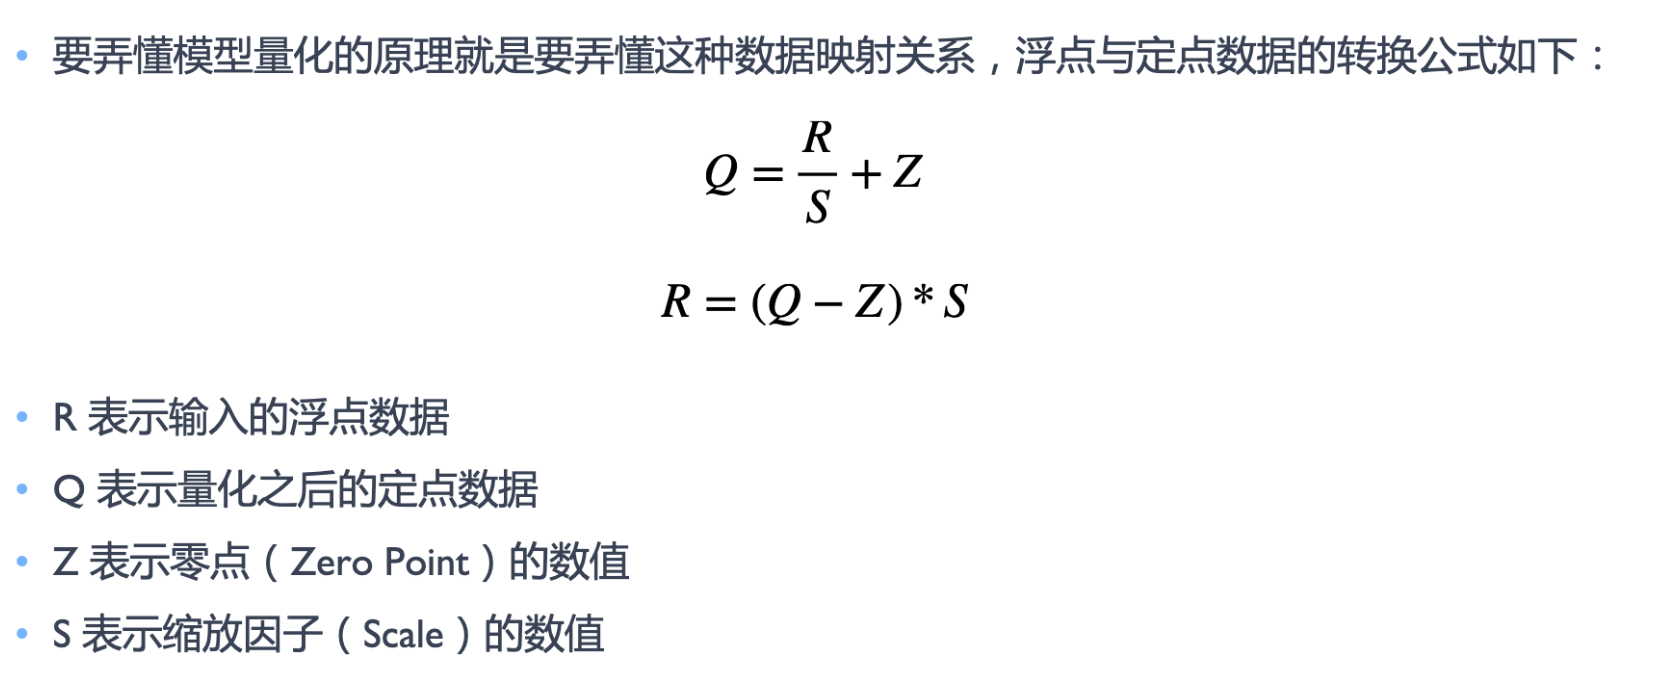 • 要弄懂模型量化的原理就是要弄懂这种数据映射关系，浮点与定点数据的转换公式如下：
Q = R/S + Z
R = (Q − Z) * S
• R 表示输入的浮点数据
• Q 表示量化之后的定点数据
• Z 表示零点（Zero Point）的数值
• S 表示缩放因子（Scale）的数值